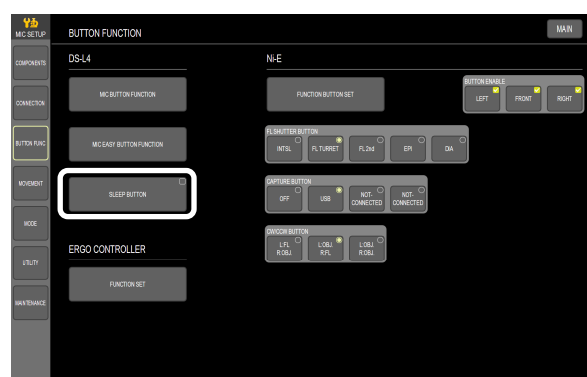 MIC SETUP
BUTTON FUNCTION
MAIN
COMPONENTS
CONNECTION
BUTTON FUNC
MOVEMENT
MODE
UTILITY
MAINTENANCE
DS-L4
MIC BUTTON FUNCTION
MIC EASY BUTTON FUNCTION
SLEEP BUTTON
ERGO CONTROLLER
FUNCTION SET
Ni-E
FUNCTION BUTTON SET
BUTTON ENABLE
LEFT FRONT RIGHT
FL SHUTTER BUTTON
INTSL FL TURRET FL 2nd EPI DIA
CAPTURE BUTTON
OFF USB NOT-CONNECTED NOT-CONNECTED
CW/CCW BUTTON
L:FL L:OBJ. L:OBJ.
R:OBJ. R:FL R:OBJ.